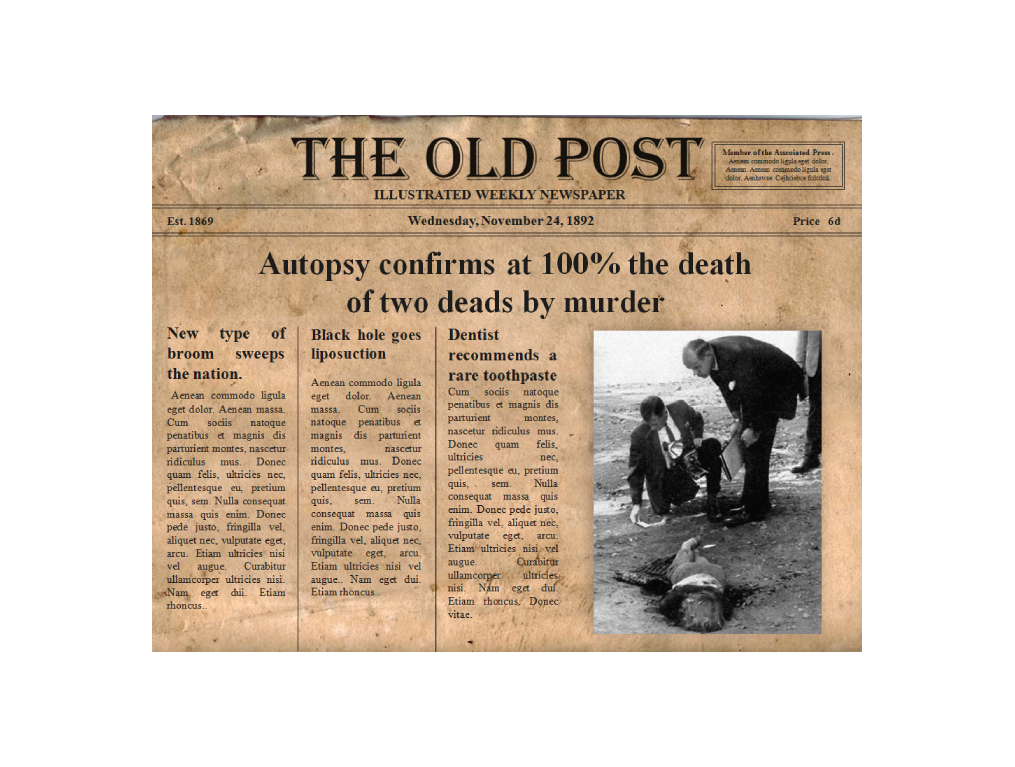 THE OLD POST
ILLUSTRATED WEEKLY NEWSPAPER
Member of the Associated Press .
Aenean commodo ligula eget dolor.
Aenean. Aenean commodo ligula eget
dolor. Aenhswse. Cejhciebce fcdcdcd.
Est. 1869
Wednesday, November 24, 1892
Price 6d
Autopsy confirms at 100% the death
of two deads by murder
New type of
broom sweeps
the nation.
Aenean commodo ligula
eget dolor. Aenean massa.
Cum sociis natoque
penatibus et magnis dis
parturient montes, nascetur
ridiculus mus. Donec
quam felis, ultricies nec,
pellentesque eu, pretium
quis, sem. Nulla consequat
massa quis enim. Donec
pede justo, fringilla vel,
aliquet nec, vulputate eget,
arcu. Etiam ultricies nisi
vel augue. Curabitur
ullamcorper ultricies nisi.
Nam eget dui. Etiam
rhoncus..
Black hole goes
liposuction
Aenean commodo ligula
eget dolor. Aenean
massa. Cum sociis
natoque penatibus et
magnis dis parturient
montes, nascetur
ridiculus mus. Donec
quam felis, ultricies nec,
pellentesque eu, pretium
quis, sem. Nulla
consequat massa quis
enim. Donec pede justo,
fringilla vel, aliquet nec,
vulputate eget, arcu.
Etiam ultricies nisi vel
augue.. Nam eget dui.
Etiam rhoncus.
Dentist
recommends a
rare toothpaste
Cum sociis natoque
penatibus et magnis dis
parturient montes,
nascetur ridiculus mus.
Donec quam felis,
ultricies nec,
pellentesque eu, pretium
quis, sem. Nulla
consequat massa quis
enim. Donec pede justo,
fringilla vel, aliquet nec,
vulputate eget, arcu.
Etiam ultricies nisi vel
augue. Curabitur
ullamcorper ultricies
nisi. Nam eget dui.
Etiam rhoncus. Donec
vitae.